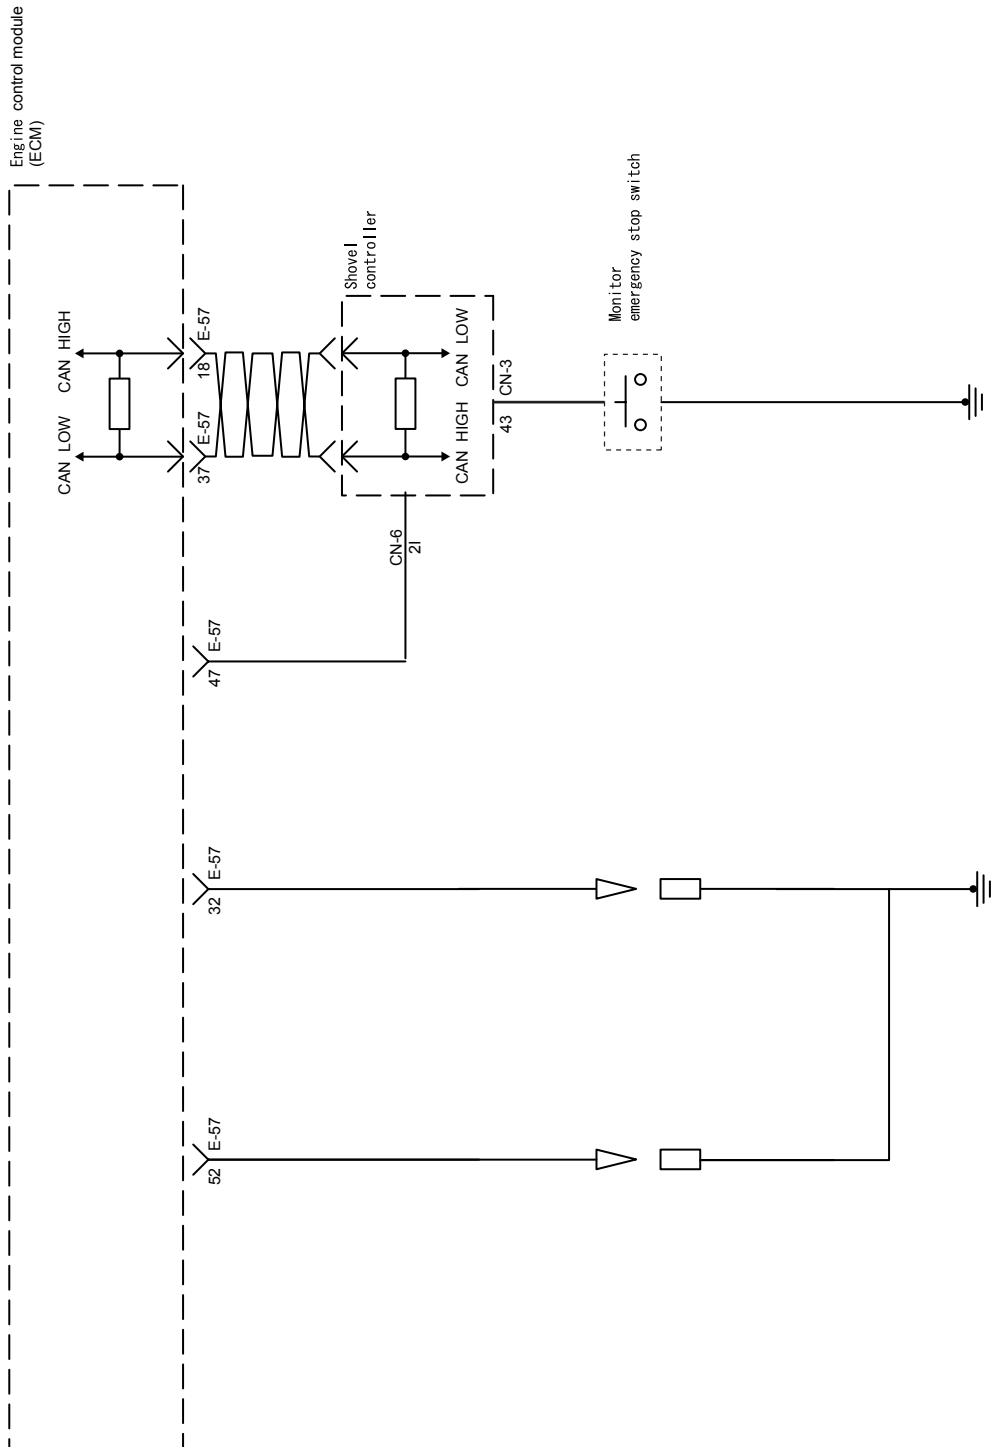 Engine control module
(ECM)
CAN LOW
CAN HIGH
37
E-57
18
E-57
Shovel
controller
CAN HIGH
CAN LOW
43
CN-3
Monitor
emergency stop switch
CN-6
21
47
E-57
32
E-57
52
E-57